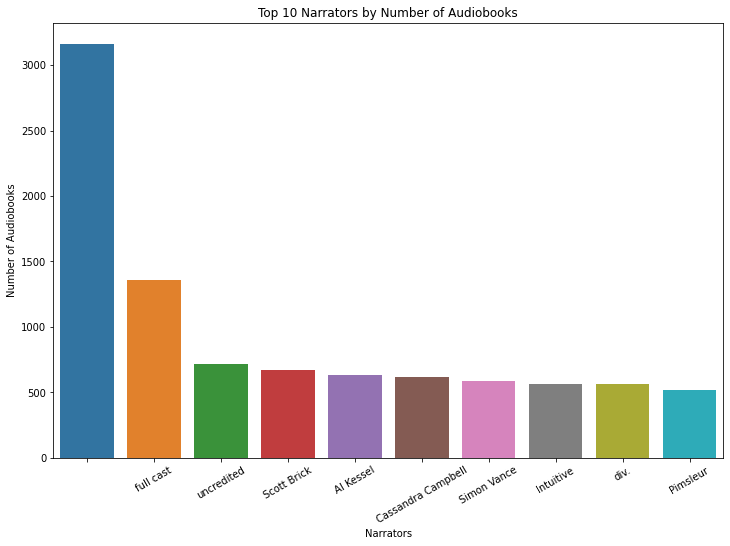 Top 10 Narrators by Number of Audiobooks
Number of Audiobooks
3000
2500
2000
1500
1000
500
0
full cast
uncredited
Scott Brick
Al Kessel
Cassandra Campbell
Simon Vance
Intuitive
div.
Pimsleur
Narrators